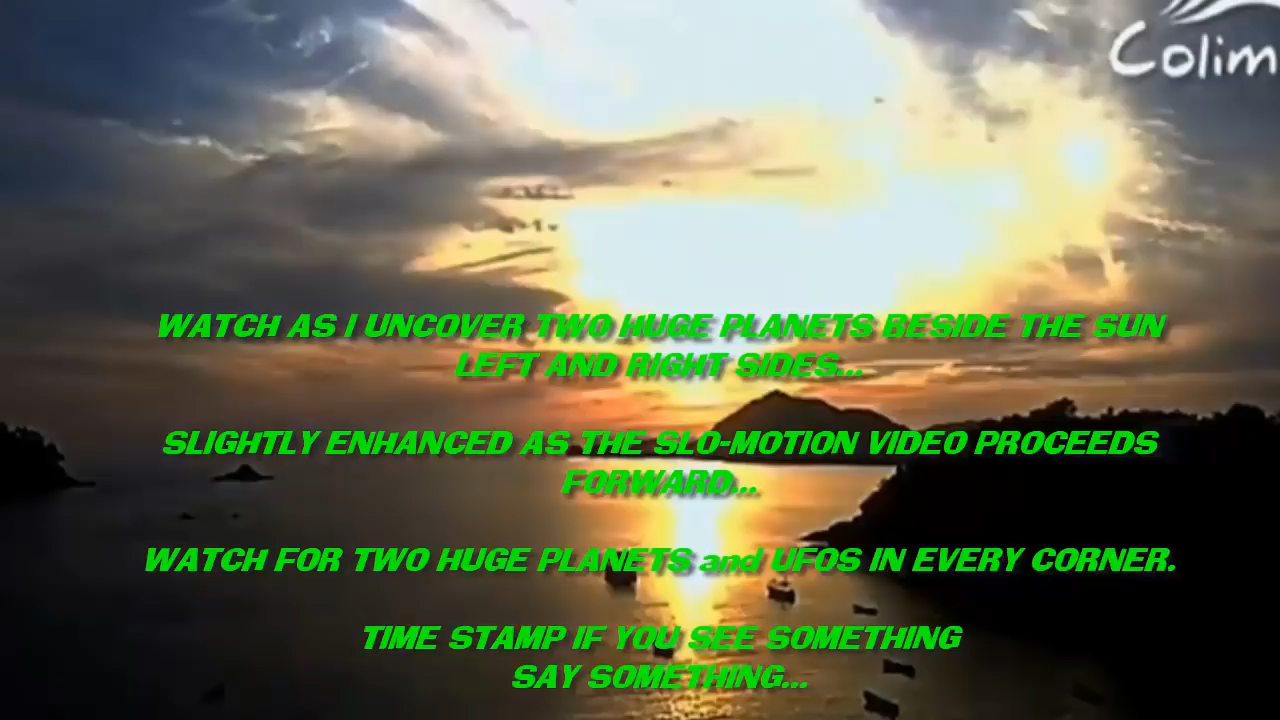 Colim
WATCH AS I UNCOVER TWO HUGE PLANETS BESIDE THE SUN
LEFT AND RIGHT SIDES...
SLIGHTLY ENHANCED AS THE SLO-MOTION VIDEO PROCEEDS
FORWARD...
WATCH FOR TWO HUGE PLANETS and UFOS IN EVERY CORNER.
TIME STAMP IF YOU SEE SOMETHING
SAY SOMETHING...